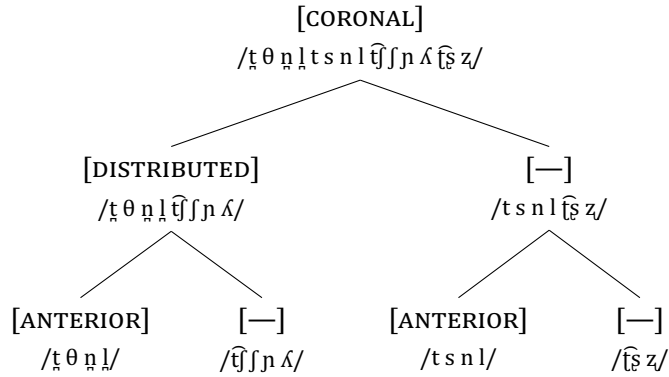 [CORONAL]
/t̪ θ n̪ l̪ t s n l t͡ʃ ʃ ɲ ʎ ʈ͡ʂ ʐ/
[DISTRIBUTED] [—]
/t̪ θ n̪ l̪ t͡ʃ ʃ ɲ ʎ/ /t s n l ʈ͡ʂ ʐ/
[ANTERIOR] [—] [ANTERIOR] [—]
/t̪ θ n̪ l̪/ /t͡ʃ ʃ ɲ ʎ/ /t s n l/ /ʈ͡ʂ ʐ/